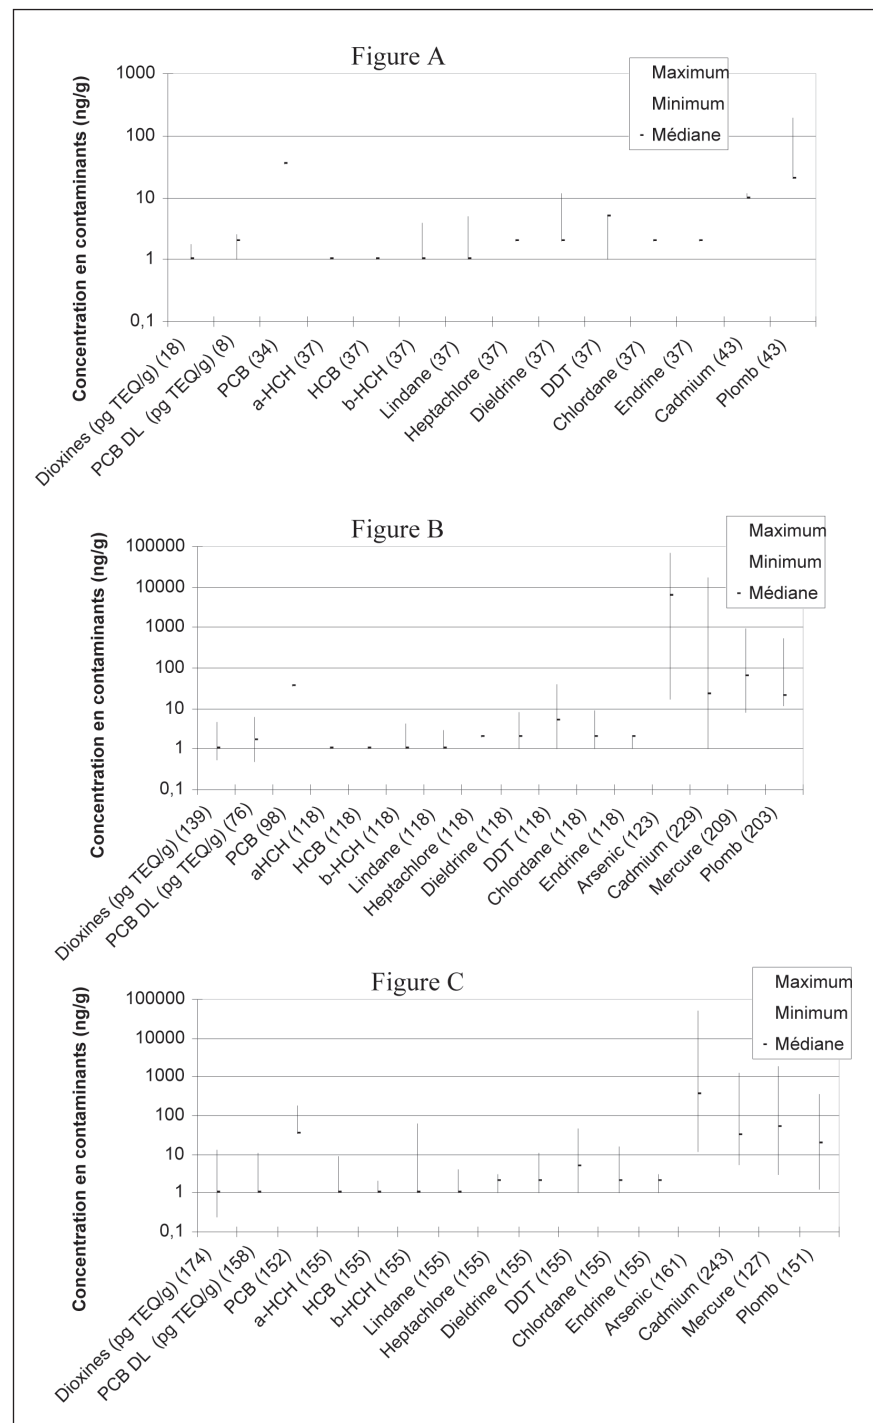 Figure A
Concentration en contaminants (ng/g)
1000
100
10
1
0,1
Maximum
Minimum
Médiane
Dioxines (pg TEQ/g) (18)
PCB DL (pg TEQ/g) (8)
PCB (34)
a-HCH (37)
HCB (37)
b-HCH (37)
Lindane (37)
Heptachlore (37)
Dieldrine (37)
DDT (37)
Chlordane (37)
Endrine (37)
Cadmium (43)
Plomb (43)
Figure B
Concentration en contaminants (ng/g)
100000
10000
1000
100
10
1
0,1
Maximum
Minimum
Médiane
Dioxines (pg TEQ/g) (139)
PCB DL (pg TEQ/g) (76)
PCB (98)
aHCH (118)
HCB (118)
b-HCH (118)
Lindane (118)
Heptachlore (118)
Dieldrine (118)
DDT (118)
Chlordane (118)
Endrine (118)
Arsenic (123)
Cadmium (229)
Mercure (209)
Plomb (203)
Figure C
Concentration en contaminants (ng/g)
100000
10000
1000
100
10
1
0,1
Maximum
Minimum
Médiane
Dioxines (pg TEQ/g) (174)
PCB DL (pg TEQ/g) (158)
PCB (152)
a-HCH (155)
HCB (155)
b-HCH (155)
Lindane (155)
Heptachlore (155)
Dieldrine (155)
DDT (155)
Chlordane (155)
Endrine (155)
Arsenic (161)
Cadmium (243)
Mercure (127)
Plomb (151)